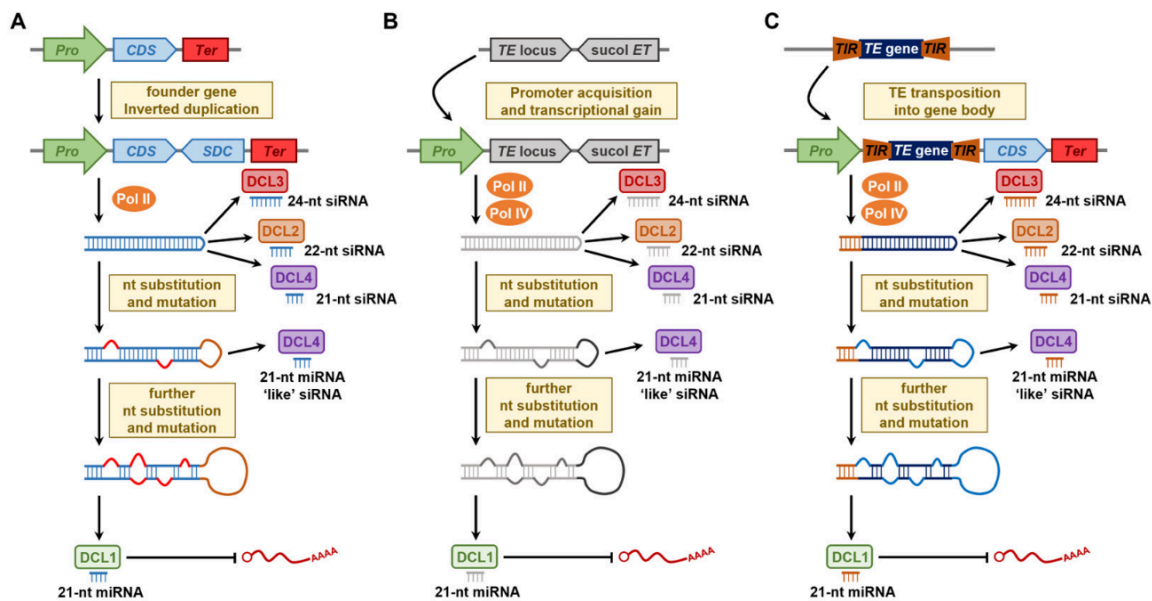 A
Pro CDS Ter
founder gene
Inverted duplication
Pro CDS SDC Ter
Pol II
DCL3
24-nt siRNA
DCL2
22-nt siRNA
DCL4
21-nt siRNA
nt substitution
and mutation
DCL4
21-nt miRNA
‘like’ siRNA
further
nt substitution
and mutation
DCL1
21-nt miRNA
AAAA
B
TE locus sucol ET
Promoter acquisition
and transcriptional gain
Pro TE locus sucol ET
Pol II
Pol IV
DCL3
24-nt siRNA
DCL2
22-nt siRNA
DCL4
21-nt siRNA
nt substitution
and mutation
DCL4
21-nt miRNA
‘like’ siRNA
further
nt substitution
and mutation
DCL1
21-nt miRNA
AAAA
C
TIR TE gene TIR
TE transposition
into gene body
Pro TIR TE gene TIR CDS Ter
Pol II
Pol IV
DCL3
24-nt siRNA
DCL2
22-nt siRNA
DCL4
21-nt siRNA
nt substitution
and mutation
DCL4
21-nt miRNA
‘like’ siRNA
further
nt substitution
and mutation
DCL1
21-nt miRNA
AAAA